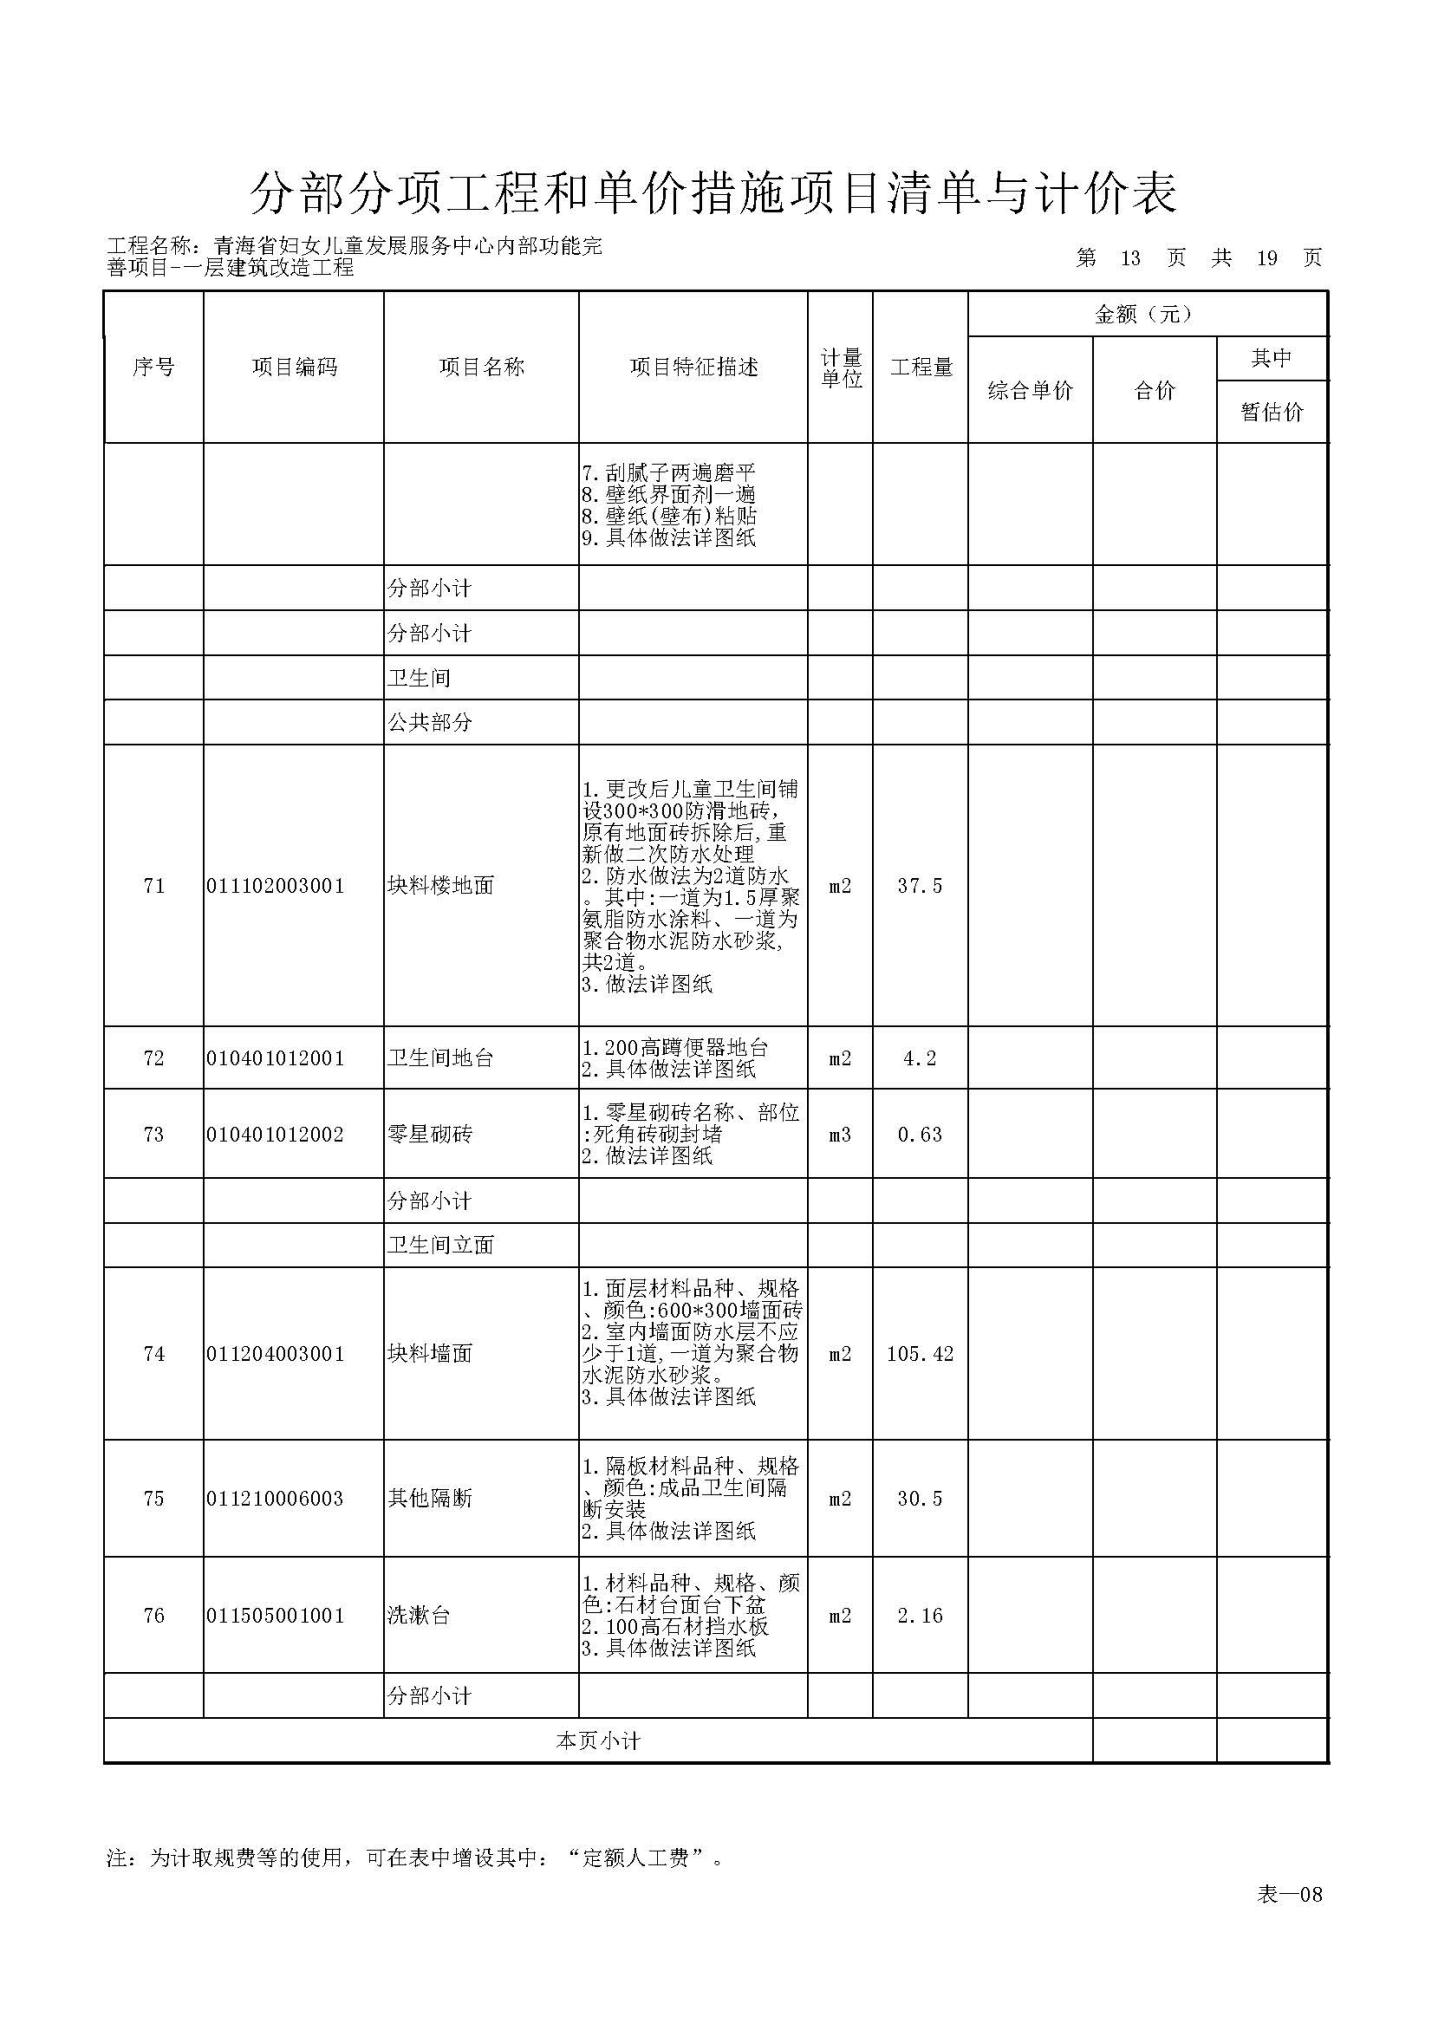 分部分项工程和单价措施项目清单与计价表
工程名称：青海省妇女儿童发展服务中心内部功能完
善项目-一层建筑改造工程
第 13 页 共 19 页
序号 项目编码 项目名称 项目特征描述 计量单位 工程量 金额（元）
综合单价 合价 其中
暂估价
7.刮腻子两遍磨平
8.壁纸界面剂一遍
8.壁纸(壁布)粘贴
9.具体做法详图纸
分部小计
分部小计
卫生间
公共部分
71 011102003001 块料楼地面
1.更改后儿童卫生间铺
设300*300防滑地砖，
原有地面砖拆除后,重
新做二次防水处理
2.防水做法为2道防水
。其中:一道为1.5厚聚
氨脂防水涂料、一道为
聚合物水泥防水砂浆,
共2道。
3.做法详图纸
m2 37.5
72 010401012001 卫生间地台
1.200高蹲便器地台
2.具体做法详图纸
m2 4.2
73 010401012002 零星砌砖
1.零星砌砖名称、部位
:死角砖砌封堵
2.做法详图纸
m3 0.63
分部小计
卫生间立面
74 011204003001 块料墙面
1.面层材料品种、规格
、颜色:600*300墙面砖
2.室内墙面防水层不应
少于1道,一道为聚合物
水泥防水砂浆。
3.具体做法详图纸
m2 105.42
75 011210006003 其他隔断
1.隔板材料品种、规格
、颜色:成品卫生间隔
断安装
2.具体做法详图纸
m2 30.5
76 011505001001 洗漱台
1.材料品种、规格、颜
色:石材台面台下盆
2.100高石材挡水板
3.具体做法详图纸
m2 2.16
分部小计
本页小计
注：为计取规费等的使用，可在表中增设其中：“定额人工费”。
表—08